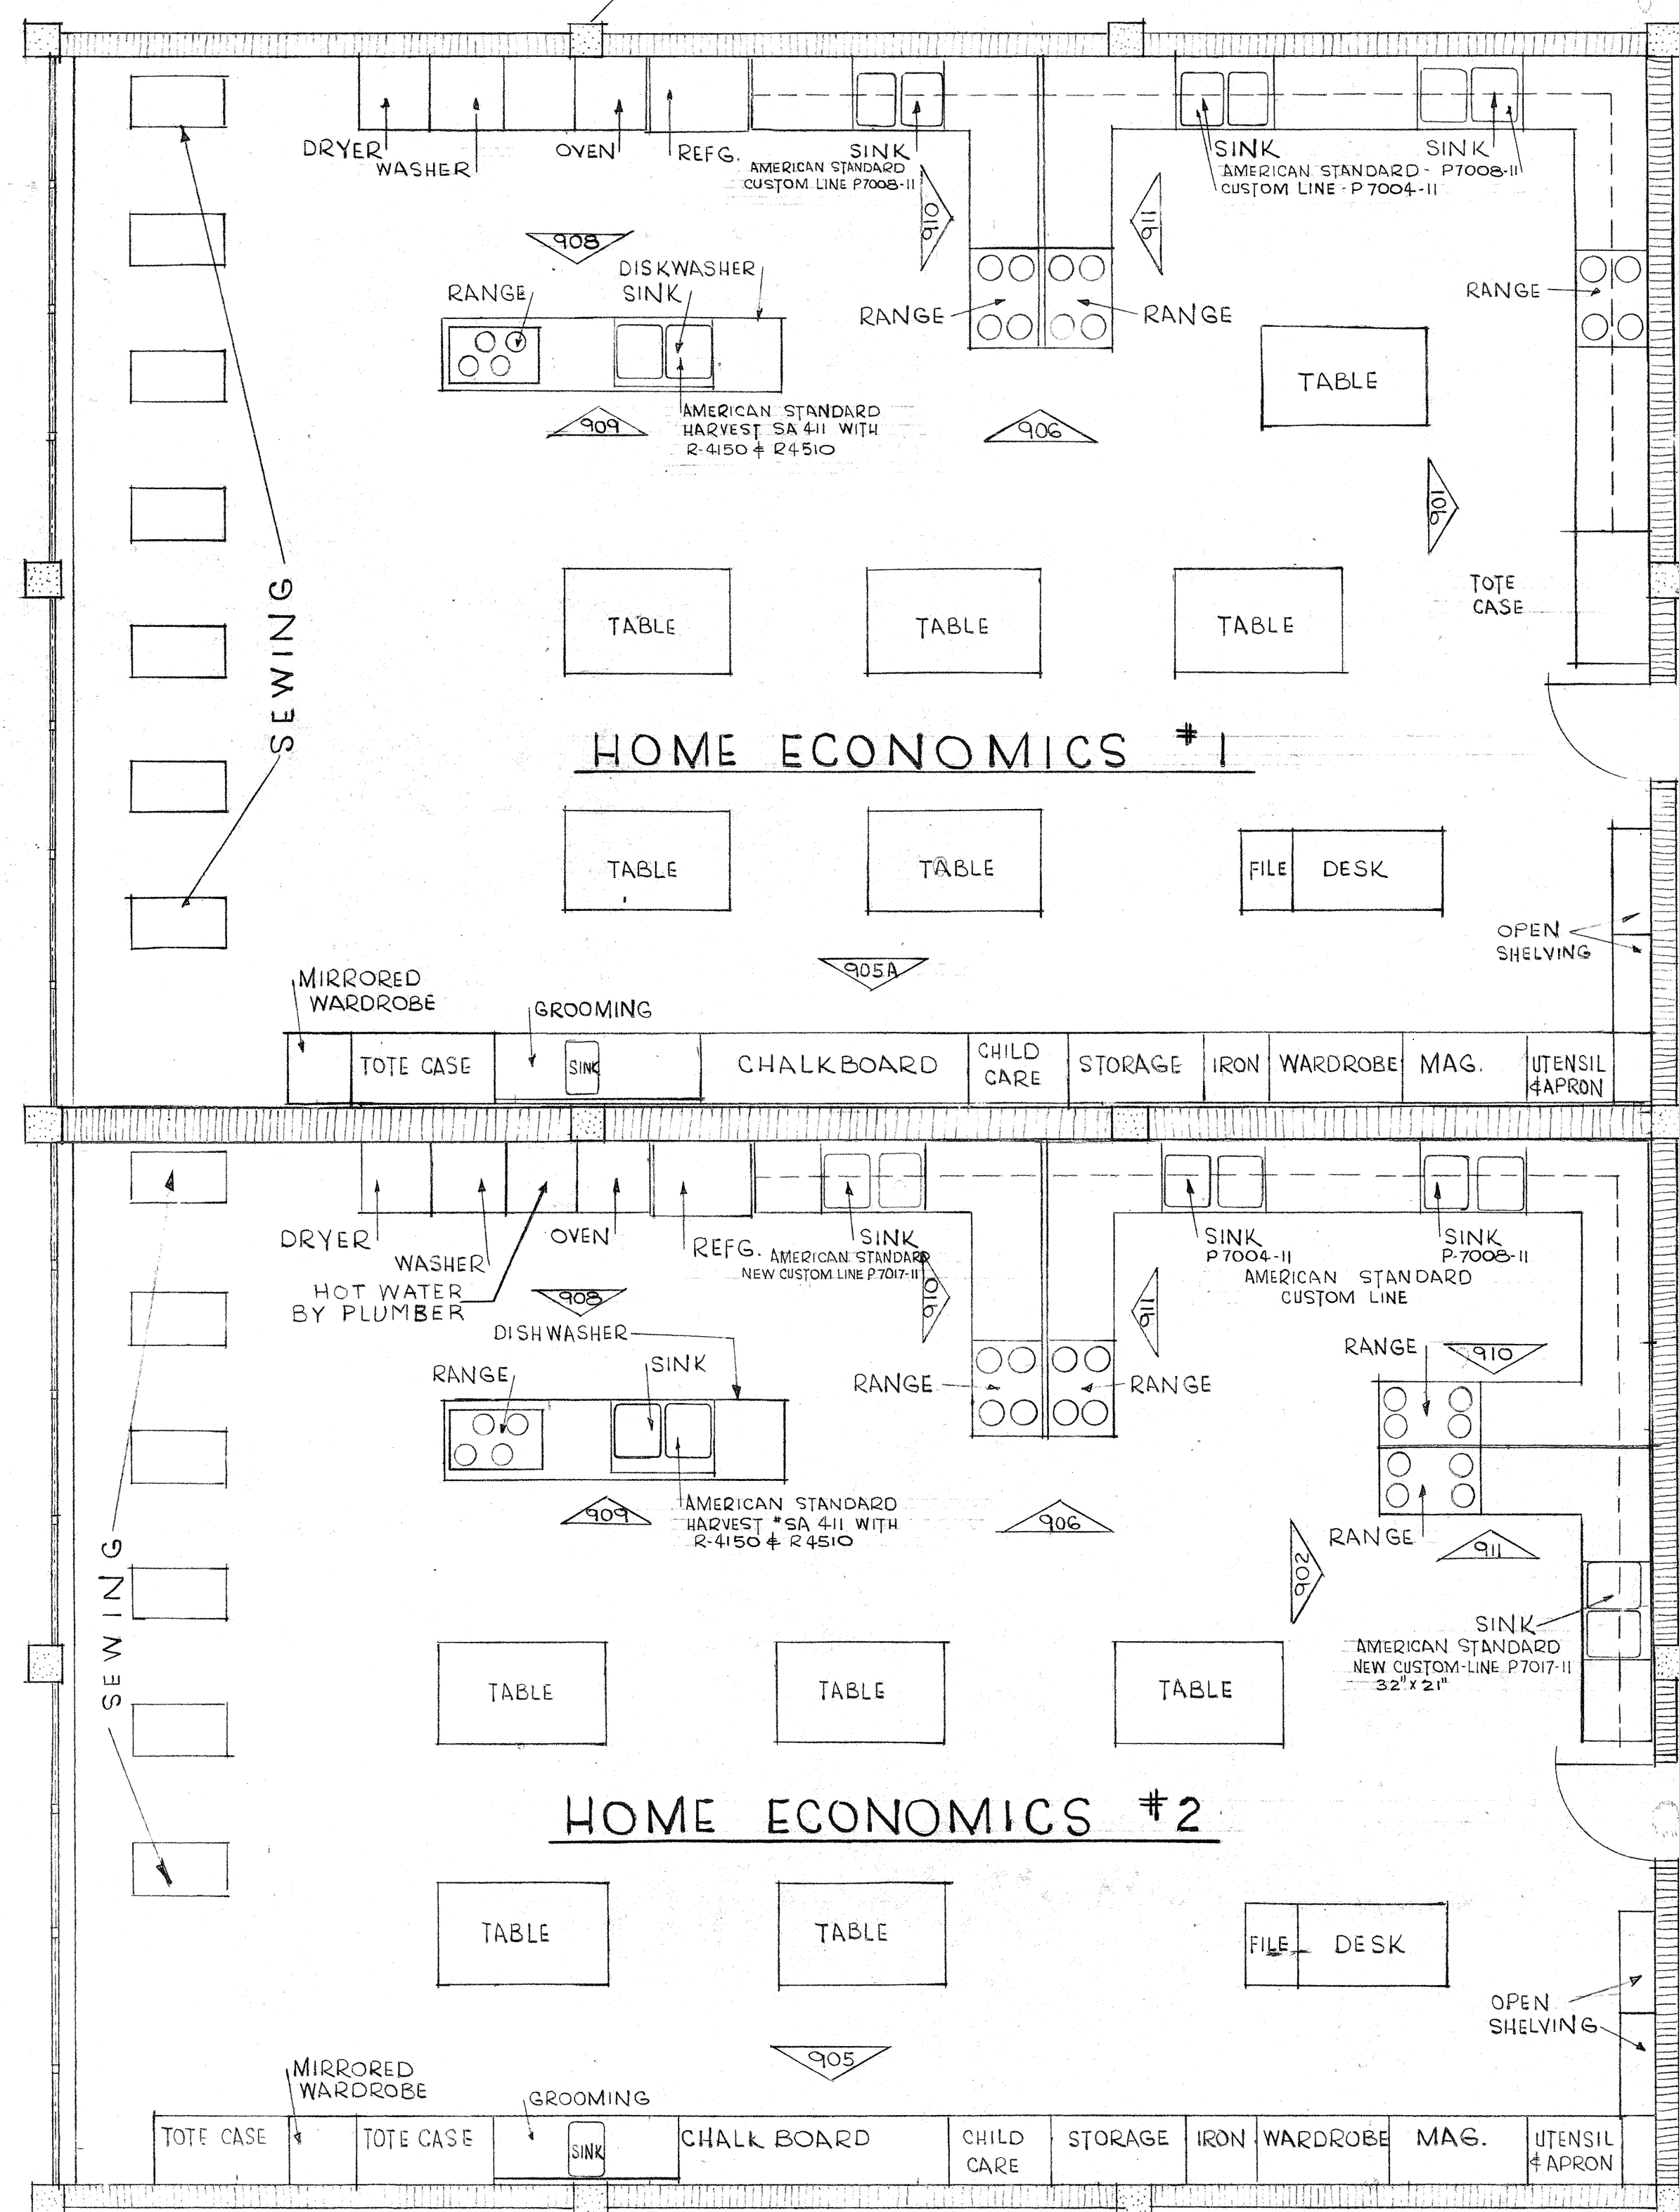 DRYER
WASHER
OVEN
REFG.
SINK
AMERICAN STANDARD
CUSTOM LINE P7008-11
SINK
SINK
AMERICAN STANDARD - P7008-11
CUSTOM LINE - P7004-11
910
911
908
DISKWASHER
RANGE
SINK
RANGE
RANGE
RANGE
TABLE
AMERICAN STANDARD
HARVEST SA 411 WITH
R-4150 & R4510
909
906
901
SEWING
TABLE
TABLE
TABLE
TOTE
CASE
HOME ECONOMICS #1
TABLE
TABLE
FILE
DESK
OPEN
SHELVING
905A
MIRRORED
WARDROBE
GROOMING
TOTE CASE
SINK
CHALKBOARD
CHILD
CARE
STORAGE
IRON
WARDROBE
MAG.
UTENSIL
& APRON
DRYER
WASHER
OVEN
REFG.
HOT WATER
BY PLUMBER
SINK
AMERICAN STANDARD
NEW CUSTOM LINE P7017-11
SINK
P7004-11
SINK
P-7008-11
AMERICAN STANDARD
CUSTOM LINE
908
910
911
DISHWASHER
RANGE
SINK
RANGE
RANGE
RANGE
910
AMERICAN STANDARD
HARVEST #SA 411 WITH
R-4150 & R4510
909
906
902
RANGE
911
SINK
AMERICAN STANDARD
NEW CUSTOM-LINE P7017-11
32" x 21"
SEWING
TABLE
TABLE
TABLE
HOME ECONOMICS #2
TABLE
TABLE
FILE
DESK
OPEN
SHELVING
905
MIRRORED
WARDROBE
GROOMING
TOTE CASE
TOTE CASE
SINK
CHALK BOARD
CHILD
CARE
STORAGE
IRON
WARDROBE
MAG.
UTENSIL
& APRON